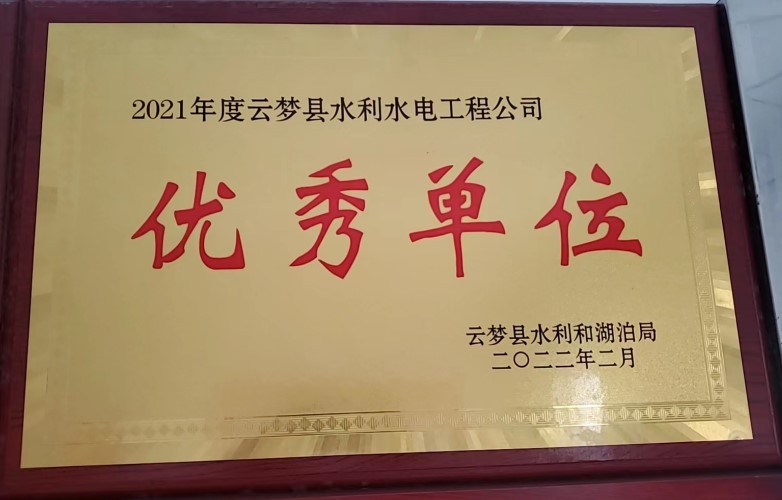 2021年度云梦县水利水电工程公司
优秀单位
云梦县水利和湖泊局
二〇二二年二月